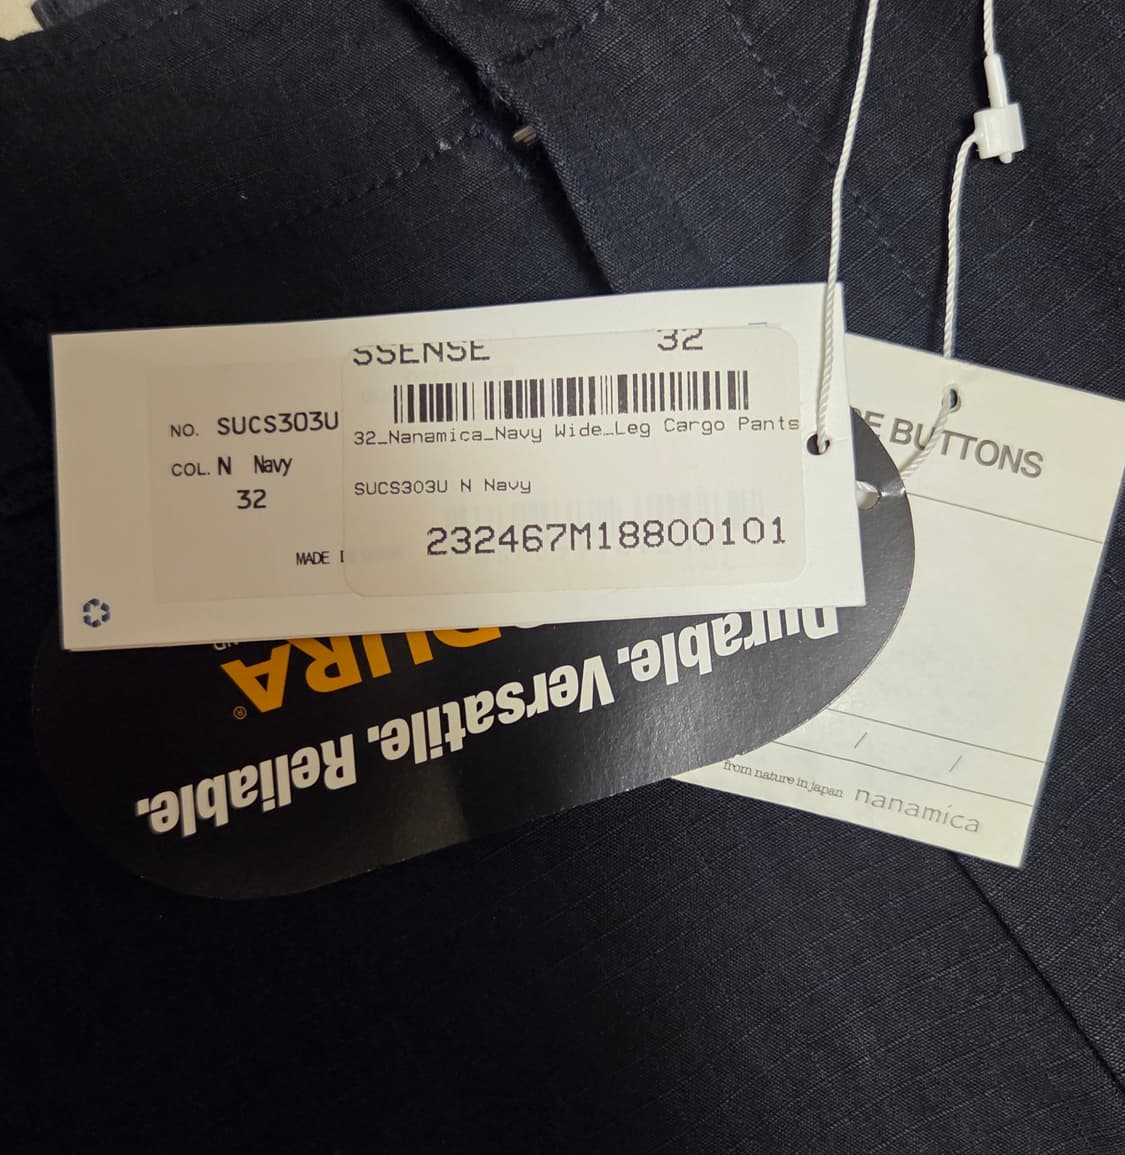 SSENSE 32
32_Nanamica_Navy Wide_Leg Cargo Pants
SUCS303U N Navy
232467M18800101
NO. SUCS303U
COL. N Navy
32
MADE
BUTTONS
from nature in japan nanamica
Durable. Versatile. Reliable.
®